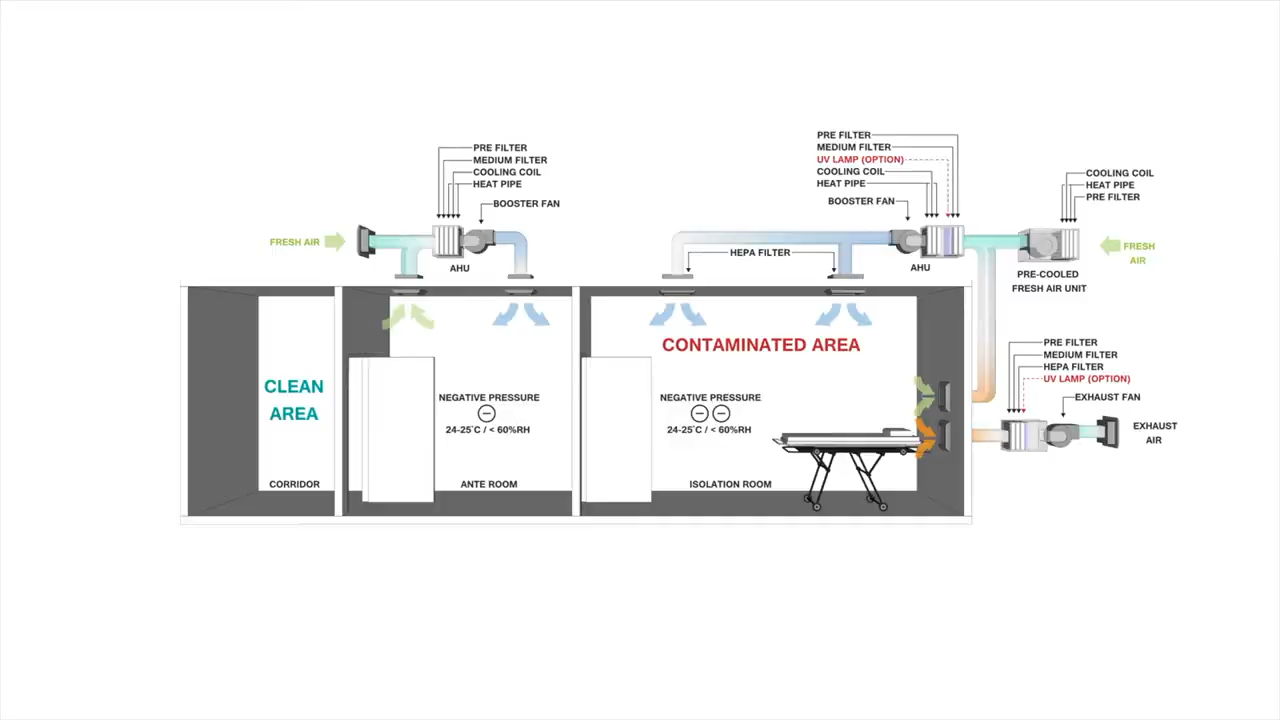 PRE FILTER
MEDIUM FILTER
COOLING COIL
HEAT PIPE
BOOSTER FAN
FRESH AIR
AHU
PRE FILTER
MEDIUM FILTER
UV LAMP (OPTION)
COOLING COIL
HEAT PIPE
BOOSTER FAN
HEPA FILTER
AHU
COOLING COIL
HEAT PIPE
PRE FILTER
FRESH
AIR
PRE-COOLED
FRESH AIR UNIT
CLEAN
AREA
CORRIDOR
NEGATIVE PRESSURE
24-25°C / < 60%RH
ANTE ROOM
CONTAMINATED AREA
NEGATIVE PRESSURE
24-25°C / < 60%RH
ISOLATION ROOM
PRE FILTER
MEDIUM FILTER
HEPA FILTER
UV LAMP (OPTION)
EXHAUST FAN
EXHAUST
AIR